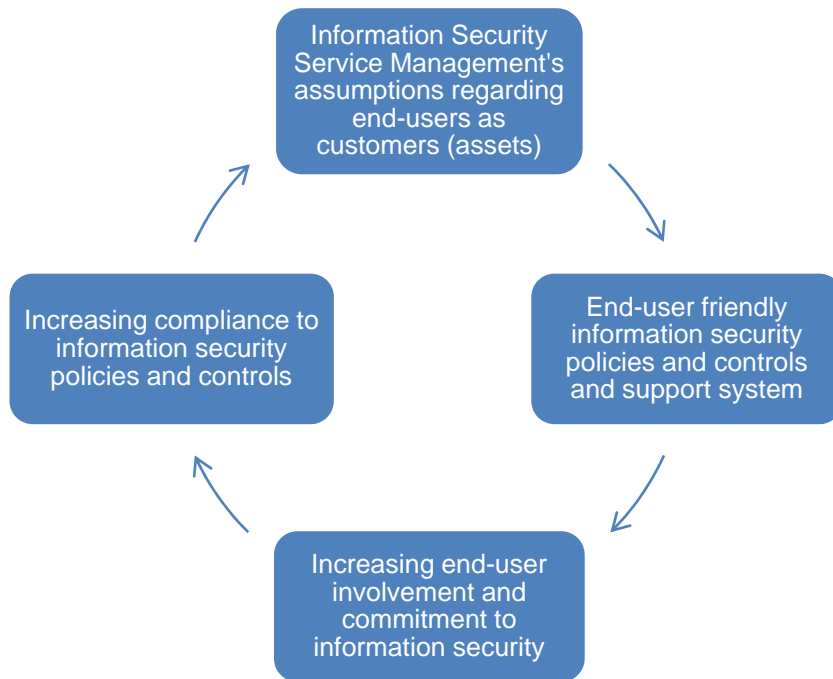 Information Security
Service Management's
assumptions regarding
end-users as
customers (assets)
End-user friendly
information security
policies and controls
and support system
Increasing end-user
involvement and
commitment to
information security
Increasing compliance to
information security
policies and controls